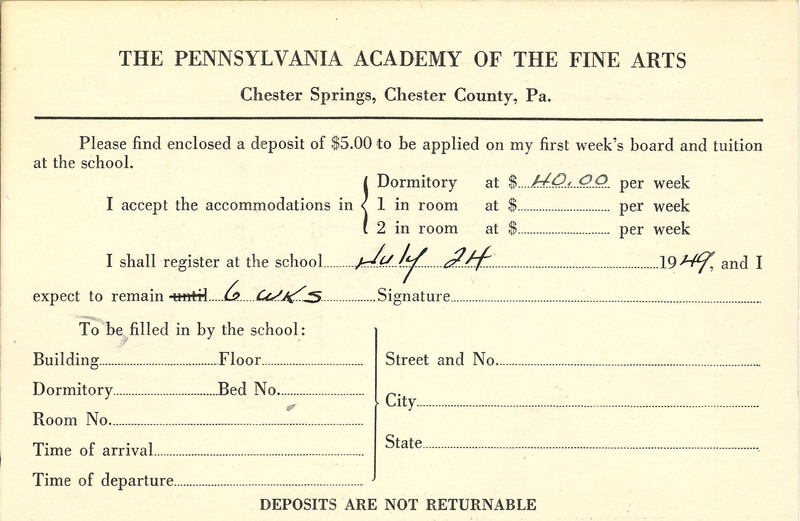 THE PENNSYLVANIA ACADEMY OF THE FINE ARTS
Chester Springs, Chester County, Pa.
Please find enclosed a deposit of $5.00 to be applied on my first week's board and tuition
at the school.
I accept the accommodations in { Dormitory at $ 40.00 per week
1 in room at $ per week
2 in room at $ per week
I shall register at the school July 24 1949, and I
expect to remain until 6 wks Signature
To be filled in by the school:
Building Floor
Dormitory Bed No.
Room No.
Time of arrival
Time of departure
Street and No.
City
State
DEPOSITS ARE NOT RETURNABLE